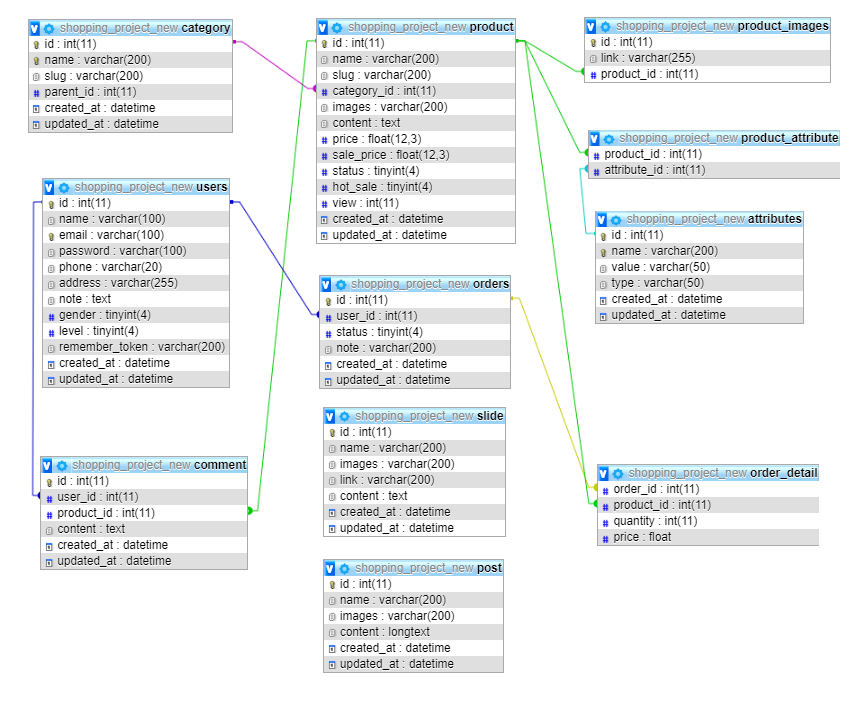 shopping_project_new category
id : int(11)
name : varchar(200)
slug : varchar(200)
parent_id : int(11)
created_at : datetime
updated_at : datetime
shopping_project_new product
id : int(11)
name : varchar(200)
slug : varchar(200)
category_id : int(11)
images : varchar(200)
content : text
price : float(12,3)
sale_price : float(12,3)
status : tinyint(4)
hot_sale : tinyint(4)
view : int(11)
created_at : datetime
updated_at : datetime
shopping_project_new product_images
id : int(11)
link : varchar(255)
product_id : int(11)
shopping_project_new product_attribute
product_id : int(11)
attribute_id : int(11)
shopping_project_new users
id : int(11)
name : varchar(100)
email : varchar(100)
password : varchar(100)
phone : varchar(20)
address : varchar(255)
note : text
gender : tinyint(4)
level : tinyint(4)
remember_token : varchar(200)
created_at : datetime
updated_at : datetime
shopping_project_new attributes
id : int(11)
name : varchar(200)
value : varchar(50)
type : varchar(50)
created_at : datetime
updated_at : datetime
shopping_project_new orders
id : int(11)
user_id : int(11)
status : tinyint(4)
note : varchar(200)
created_at : datetime
updated_at : datetime
shopping_project_new slide
id : int(11)
name : varchar(200)
images : varchar(200)
link : varchar(200)
content : text
created_at : datetime
updated_at : datetime
shopping_project_new comment
id : int(11)
user_id : int(11)
product_id : int(11)
content : text
created_at : datetime
updated_at : datetime
shopping_project_new order_detail
order_id : int(11)
product_id : int(11)
quantity : int(11)
price : float
shopping_project_new post
id : int(11)
name : varchar(200)
images : varchar(200)
content : longtext
created_at : datetime
updated_at : datetime